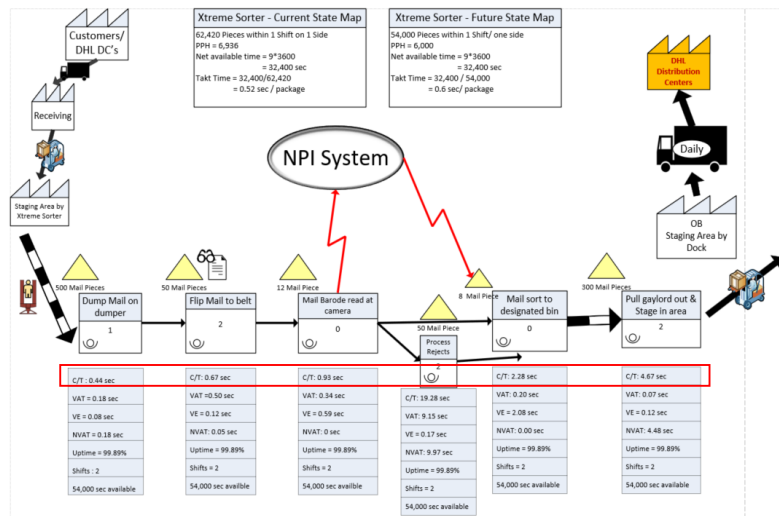 Customers/
DHL DC's
Receiving
Staging Area by
Xtreme Sorter
Xtreme Sorter - Current State Map
62,420 Pieces within 1 Shift on 1 Side
PPH = 6,936
Net available time = 9*3600
= 32,400 sec
Takt Time = 32,400/62,420
= 0.52 sec/ package
Xtreme Sorter - Future State Map
54,000 Pieces within 1 Shift/ one side
PPH = 6,000
Net available time = 9*3600
= 32,400 sec
Takt Time = 32,400 / 54,000
= 0.6 sec/ package
DHL
Distribution
Centers
Daily
OB
Staging Area by
Dock
NPI System
500 Mail Pieces
50 Mail Pieces
12 Mail Pieces
8 Mail Piece
50 Mail Piece
300 Mail Pieces
Dump Mail on
dumper
1
Flip Mail to belt
2
Mail Barode read at
camera
0
Process
Rejects
2
Mail sort to
designated bin
0
Pull gaylord out &
Stage in area
2
C/T : 0.44 sec
VAT = 0.18 sec
VE = 0.08 sec
NVAT = 0.18 sec
Uptime = 99.89%
Shifts : 2
54,000 sec available
C/T: 0.67 sec
VAT =0.50 sec
VE = 0.12 sec
NVAT: 0.05 sec
Uptime = 99.89%
Shifts = 2
54,000 sec availble
C/T: 0.93 sec
VAT: 0.34 sec
VE = 0.59 sec
NVAT: 0 sec
Uptime = 99.89%
Shifts = 2
54,000 sec availble
C/T: 19.28 sec
VAT: 9.15 sec
VE = 0.17 sec
NVAT: 9.97 sec
Uptime = 99.89%
Shifts = 2
54,000 sec available
C/T: 2.28 sec
VAT: 0.20 sec
VE = 2.08 sec
NVAT: 0.00 sec
Uptime = 99.89%
Shifts = 2
54,000 sec available
C/T: 4.67 sec
VAT: 0.07 sec
VE = 0.12 sec
NVAT: 4.48 sec
Uptime = 99.89%
Shifts = 2
54,000 sec available